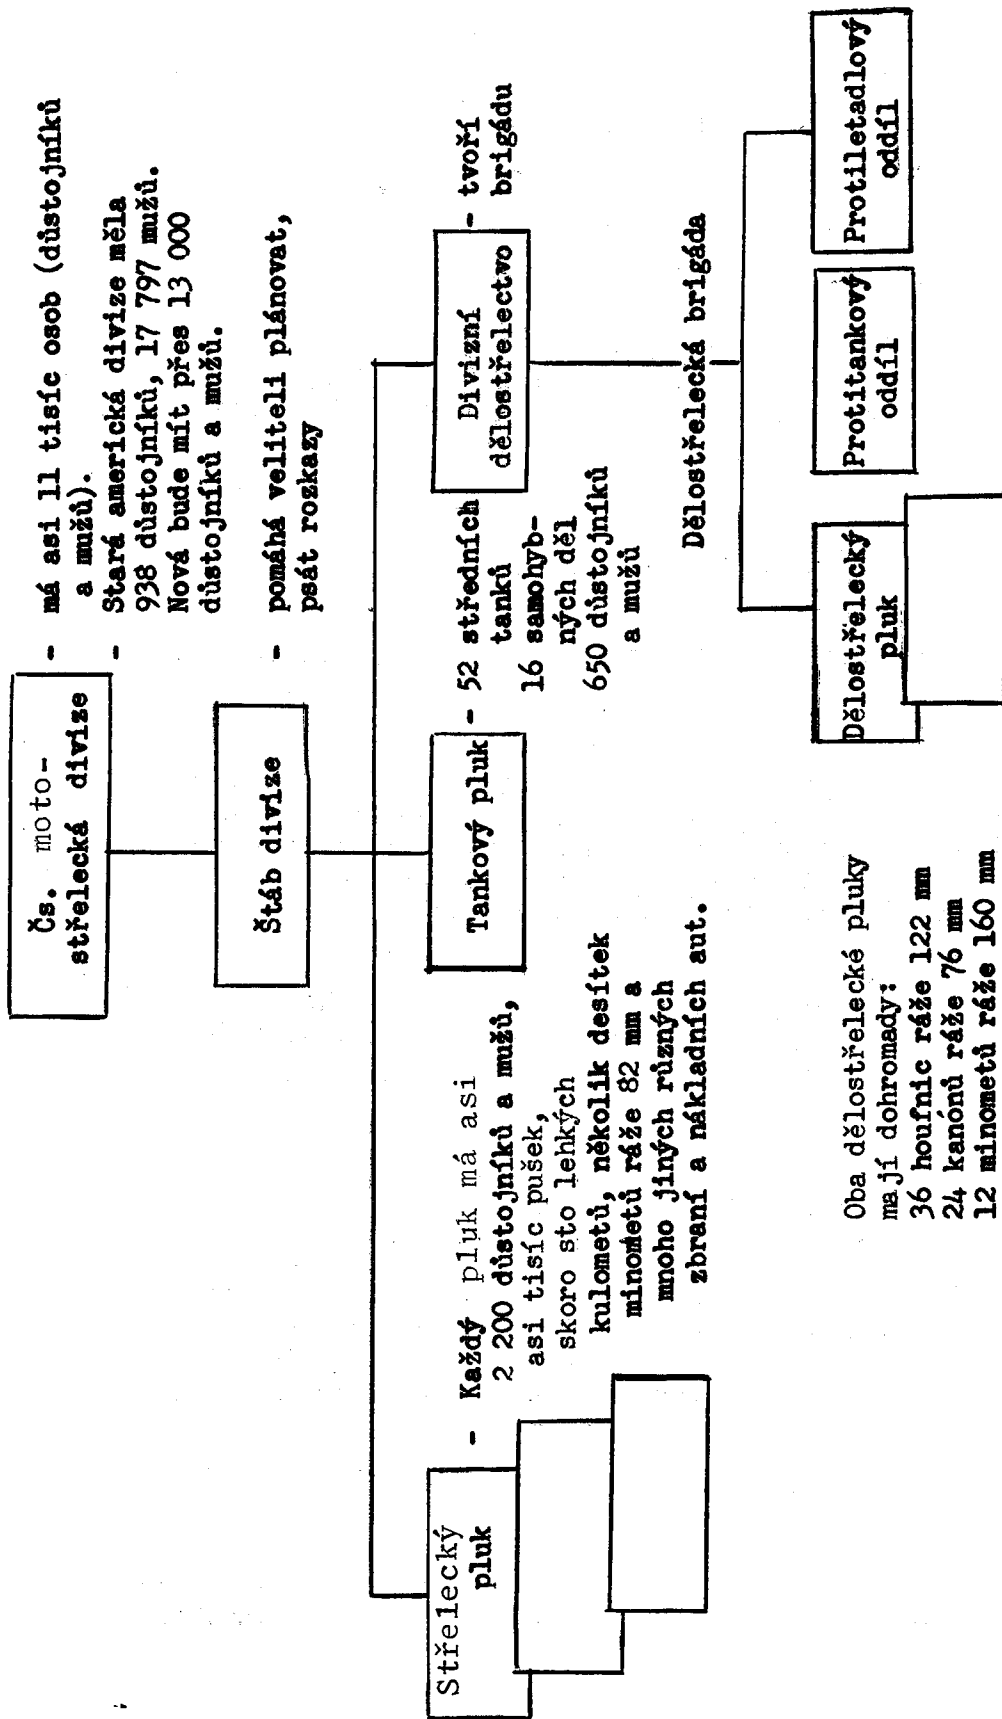 Čs. moto-
střelecká divize
- má asi 11 tisíc osob (důstojníků
a mužů).
- Stará americká divize měla
938 důstojníků, 17 797 mužů.
Nová bude mít přes 13 000
důstojníků a mužů.
Štáb divize
- pomáhá veliteli plánovat,
psát rozkazy
Střelecký
pluk
- Každý pluk má asi
2 200 důstojníků a mužů,
asi tisíc pušek,
skoro sto lehkých
kulometů, několik desítek
minometů ráže 82 mm a
mnoho jiných různých
zbraní a nákladních aut.
Tankový pluk
- 52 středních
tanků
16 samohyb-
ných děl
650 důstojníků
a mužů
Divizní
dělostřelectvo
- tvoří
brigádu
Dělostřelecká brigáda
Dělostřelecký
pluk
Protitankový
oddíl
Protiletadlový
oddíl
Oba dělostřelecké pluky
mají dohromady:
36 houfnic ráže 122 mm
24 kanónů ráže 76 mm
12 minometů ráže 160 mm